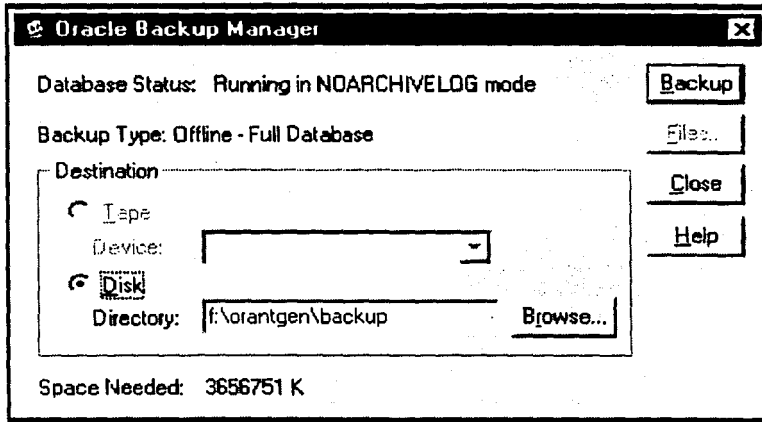 Oracle Backup Manager
Database Status: Running in NOARCHIVELOG mode
Backup
Backup Type: Offline - Full Database
Files..
Destination
Close
Tape
Help
Device:
Disk
Directory: f:\orantgen\backup Browse...
Space Needed: 3656751 K